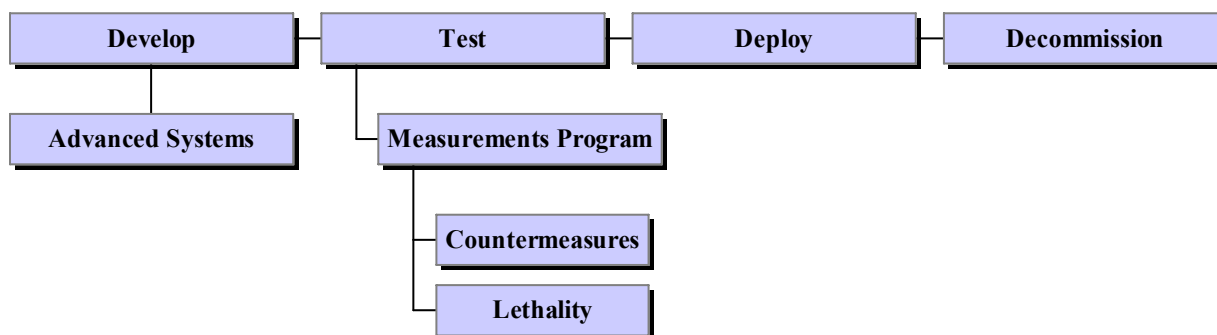 Develop
Test
Deploy
Decommission
Advanced Systems
Measurements Program
Countermeasures
Lethality